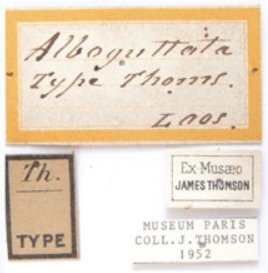 Alboguttata
Type Thoms.
Laos.
Th.
TYPE
Ex-Musæo
JAMES THOMSON
MUSEUM PARIS
COLL. J. THOMSON
1952